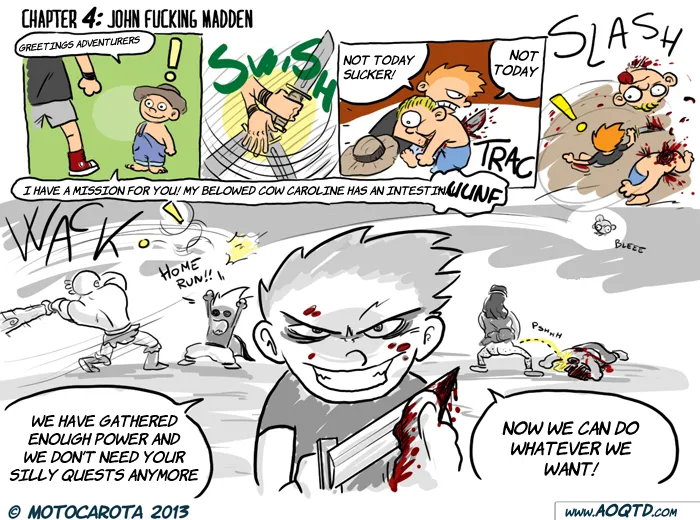 CHAPTER 4: JOHN FUCKING MADDEN
GREETINGS ADVENTURERS
!
SWISH
NOT TODAY
SUCKER!
NOT
TODAY
TRAC
SLASH
!
I HAVE A MISSION FOR YOU! MY BELOWED COW CAROLINE HAS AN INTESTIN
WUNF
WACK
!
HOME
RUN!!
BLEEE
PSHHH
WE HAVE GATHERED
ENOUGH POWER AND
WE DON'T NEED YOUR
SILLY QUESTS ANYMORE
NOW WE CAN DO
WHATEVER WE
WANT!
© MOTOCAROTA 2013
WWW.AOQTD.COM